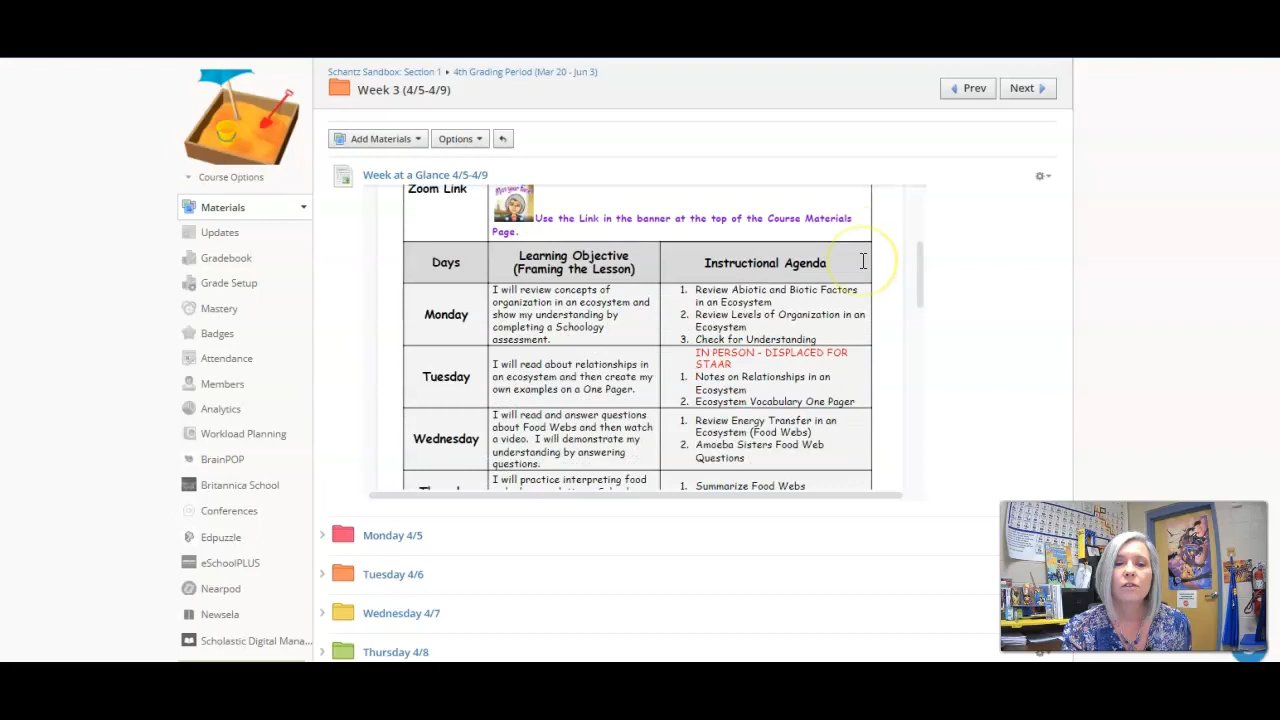 Schantz Sandbox: Section 1 ▸ 4th Grading Period (Mar 20 - Jun 3)
Week 3 (4/5-4/9)
Prev
Next
Add Materials
Options
Course Options
Materials
Updates
Gradebook
Grade Setup
Mastery
Badges
Attendance
Members
Analytics
Workload Planning
BrainPOP
Britannica School
Conferences
Edpuzzle
eSchoolPLUS
Nearpod
Newsela
Scholastic Digital Mana...
Week at a Glance 4/5-4/9
Zoom Link
Use the Link in the banner at the top of the Course Materials
Page.
Days
Learning Objective
(Framing the Lesson)
Instructional Agenda
Monday
I will review concepts of
organization in an ecosystem and
show my understanding by
completing a Schoology
assessment.
1. Review Abiotic and Biotic Factors
in an Ecosystem
2. Review Levels of Organization in an
Ecosystem
3. Check for Understanding
Tuesday
I will read about relationships in
an ecosystem and then create my
own examples on a One Pager.
IN PERSON - DISPLACED FOR
STAAR
1. Notes on Relationships in an
Ecosystem
2. Ecosystem Vocabulary One Pager
Wednesday
I will read and answer questions
about Food Webs and then watch
a video. I will demonstrate my
understanding by answering
questions.
1. Review Energy Transfer in an
Ecosystem (Food Webs)
2. Amoeba Sisters Food Web
Questions
I will practice interpreting food
1. Summarize Food Webs
Monday 4/5
Tuesday 4/6
Wednesday 4/7
Thursday 4/8